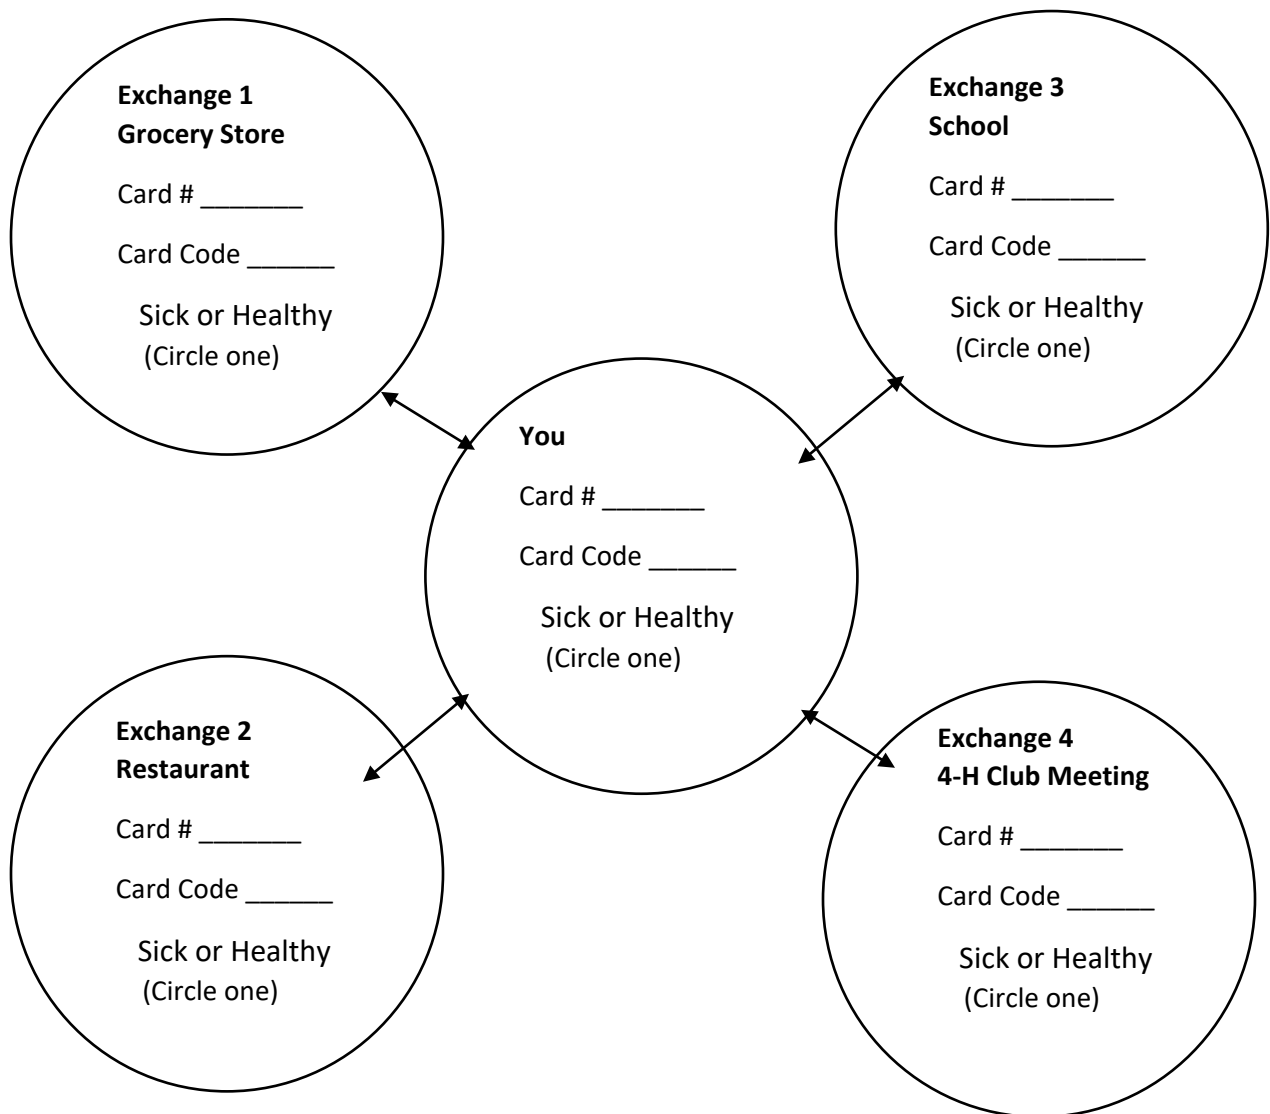 Exchange 1
Grocery Store
Card # _______
Card Code ______
Sick or Healthy
(Circle one)
Exchange 3
School
Card # _______
Card Code ______
Sick or Healthy
(Circle one)
You
Card # _______
Card Code ______
Sick or Healthy
(Circle one)
Exchange 2
Restaurant
Card # _______
Card Code ______
Sick or Healthy
(Circle one)
Exchange 4
4-H Club Meeting
Card # _______
Card Code ______
Sick or Healthy
(Circle one)